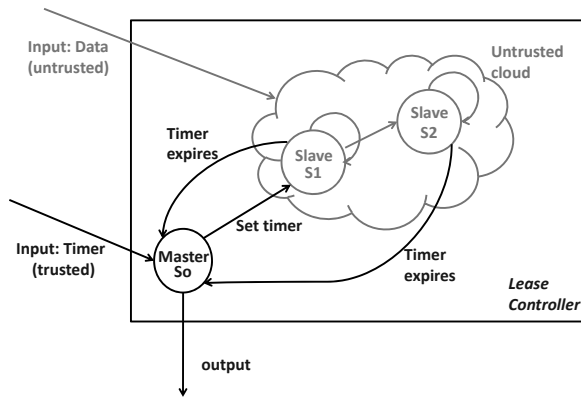 Input: Data
(untrusted)
Untrusted
cloud
Slave
S2
Timer
expires
Slave
S1
Set timer
Input: Timer
(trusted)
Master
So
Timer
expires
Lease
Controller
output